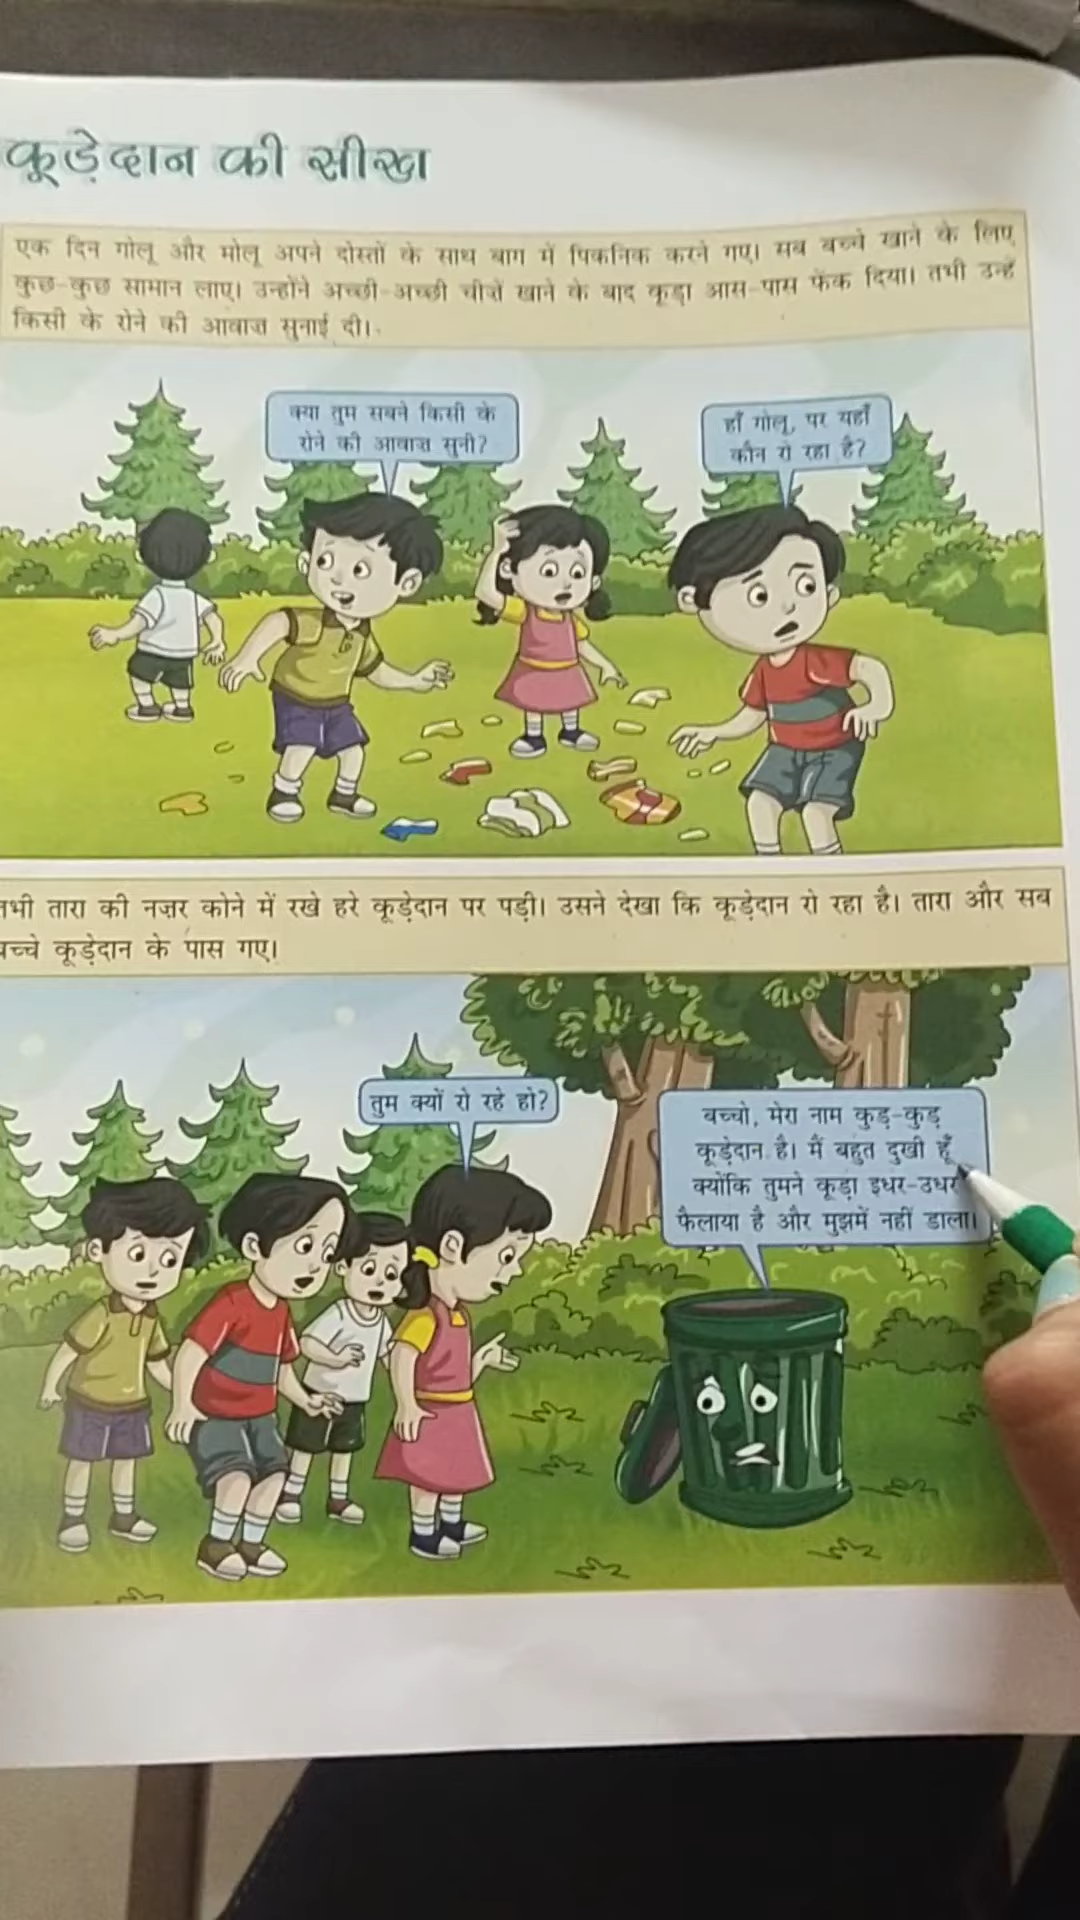 कूड़ेदान की सीख
एक दिन गोलू और मोलू अपने दोस्तों के साथ बाग में पिकनिक करने गए। सब बच्चे खाने के लिए
कुछ-कुछ सामान लाए। उन्होंने अच्छी-अच्छी चीज़ें खाने के बाद कूड़ा आस-पास फेंक दिया। तभी उन्हें
किसी के रोने की आवाज़ सुनाई दी।
क्या तुम सबने किसी के
रोने की आवाज़ सुनी?
हाँ गोलू, पर यहाँ
कौन रो रहा है?
तभी तारा की नज़र कोने में रखे हरे कूड़ेदान पर पड़ी। उसने देखा कि कूड़ेदान रो रहा है। तारा और सब
बच्चे कूड़ेदान के पास गए।
तुम क्यों रो रहे हो?
बच्चो, मेरा नाम कुड़-कुड़
कूड़ेदान है। मैं बहुत दुखी हूँ
क्योंकि तुमने कूड़ा इधर-उधर
फैलाया है और मुझमें नहीं डाला।